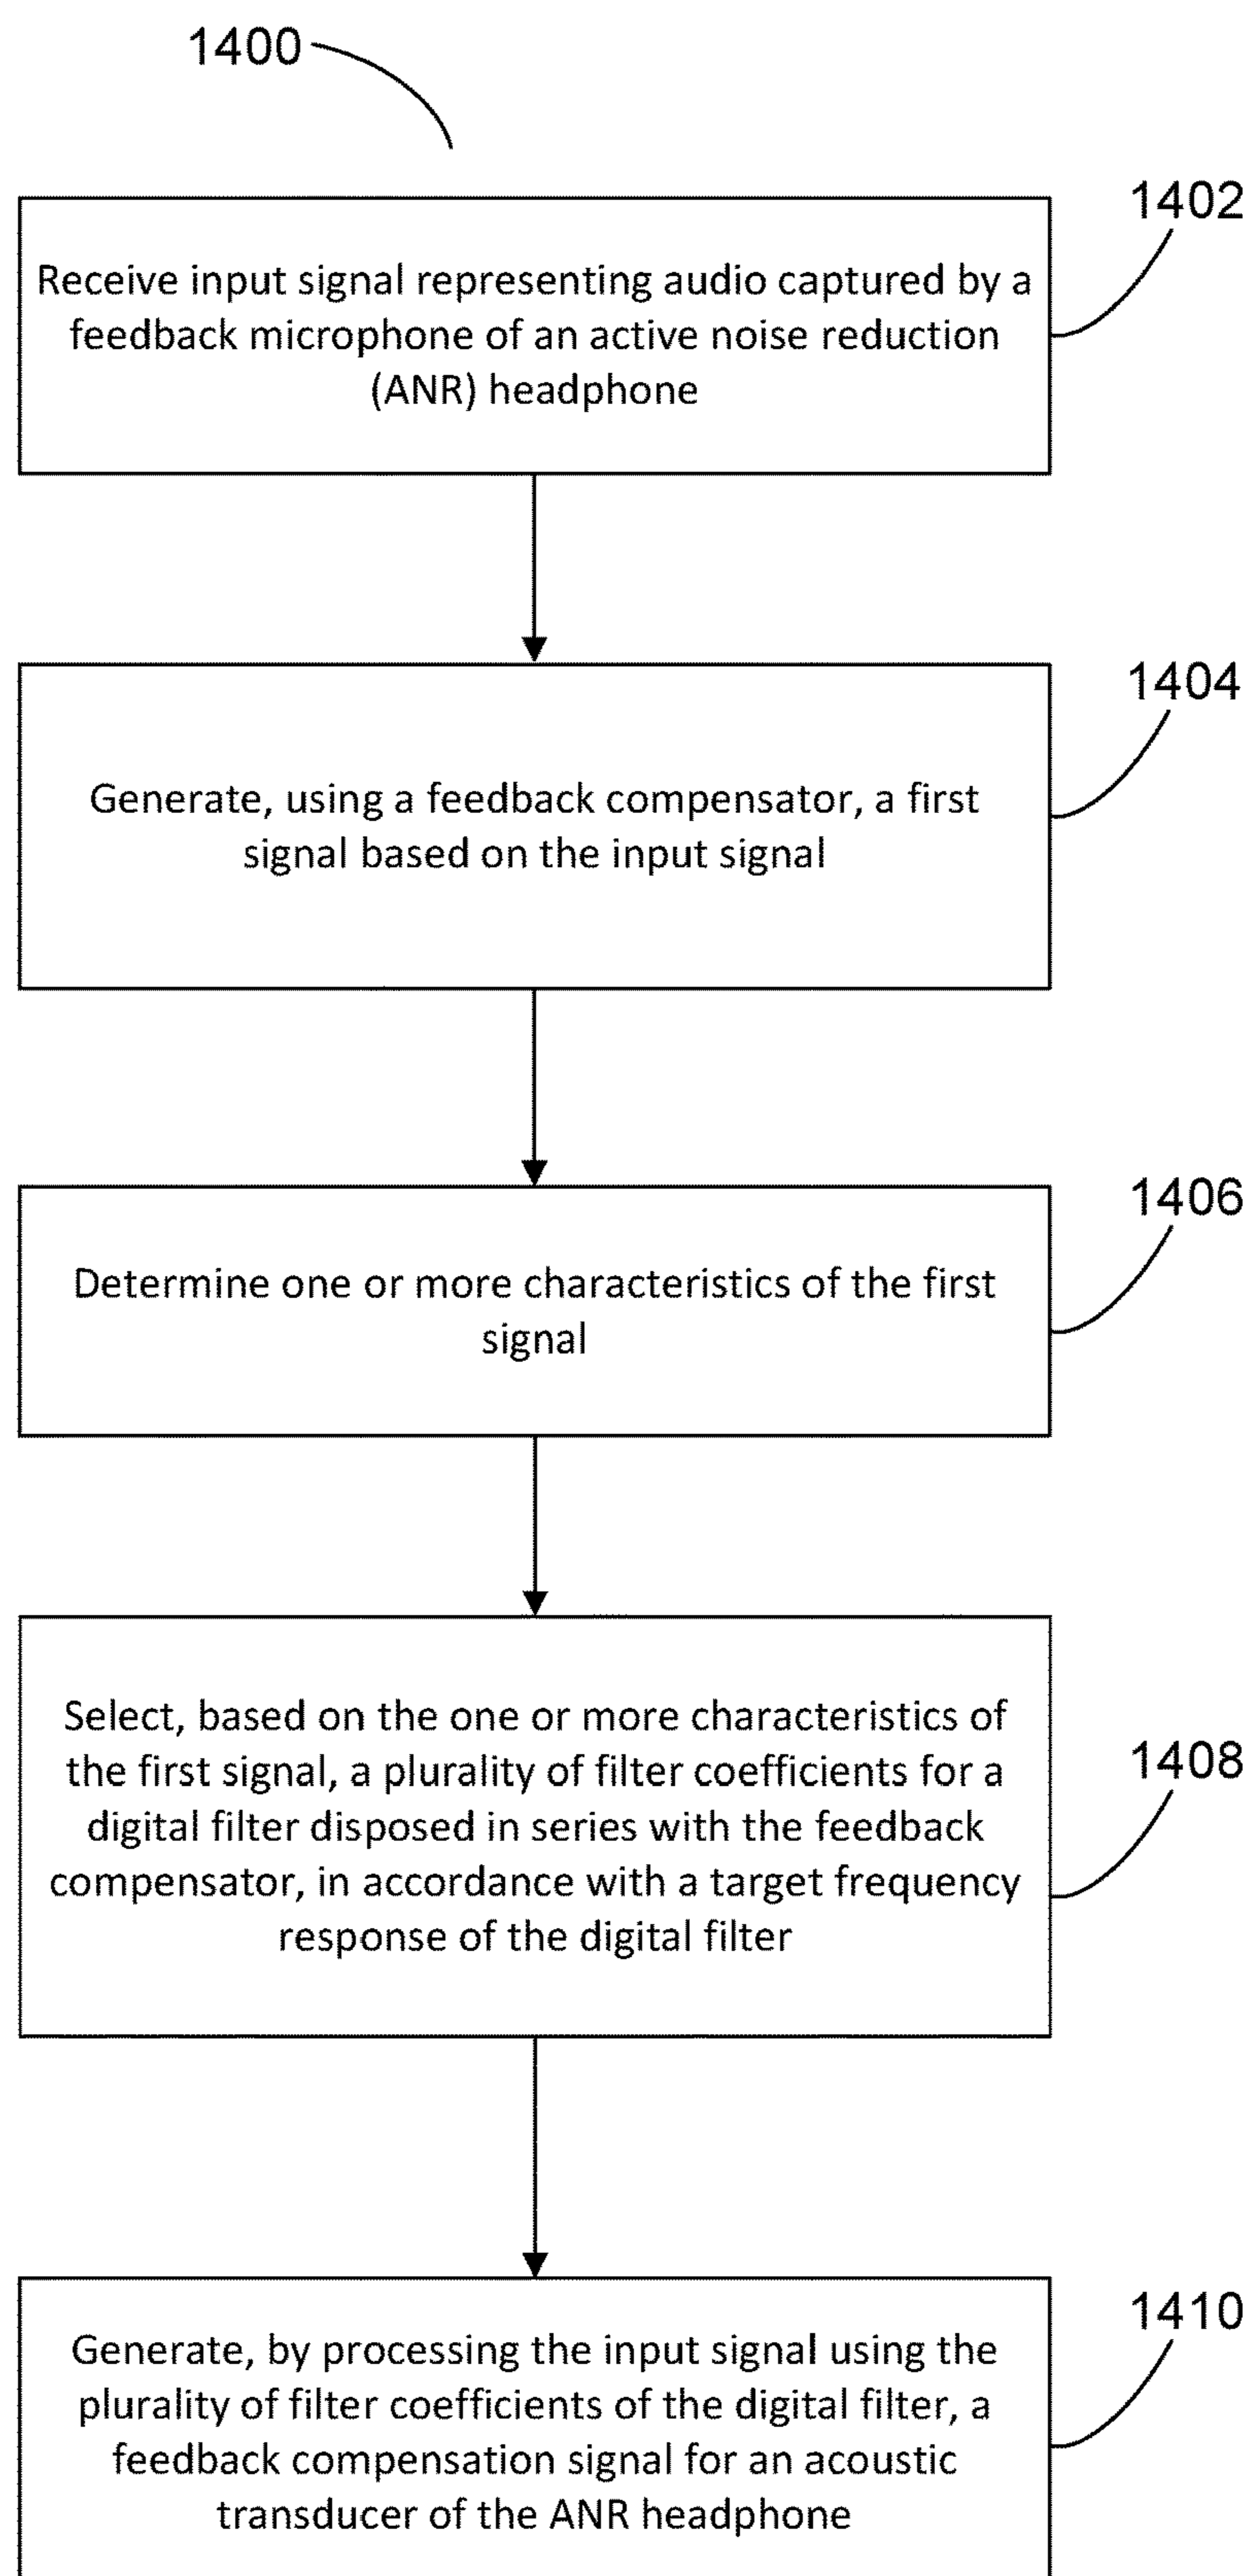 1400
1402
Receive input signal representing audio captured by a
feedback microphone of an active noise reduction
(ANR) headphone
1404
Generate, using a feedback compensator, a first
signal based on the input signal
1406
Determine one or more characteristics of the first
signal
Select, based on the one or more characteristics of
the first signal, a plurality of filter coefficients for a
1408
digital filter disposed in series with the feedback
compensator, in accordance with a target frequency
response of the digital filter
1410
Generate, by processing the input signal using the
plurality of filter coefficients of the digital filter, a
feedback compensation signal for an acoustic
transducer of the ANR headphone